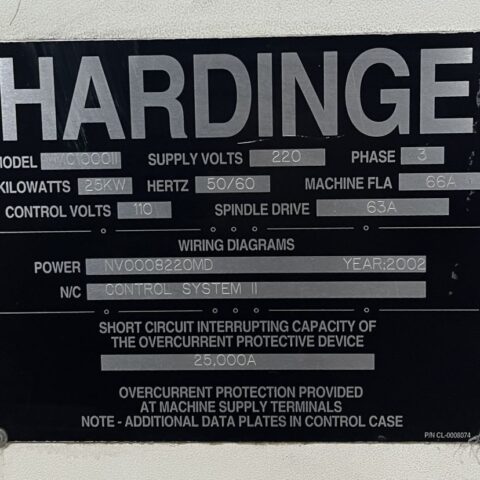 HARDINGE
MODEL VMC1000II SUPPLY VOLTS 220 PHASE 3
KILOWATTS 25KW HERTZ 50/60 MACHINE FLA 66A
CONTROL VOLTS 110 SPINDLE DRIVE 63A
WIRING DIAGRAMS
POWER NV0008220MD YEAR:2002
N/C CONTROL SYSTEM II
SHORT CIRCUIT INTERRUPTING CAPACITY OF
THE OVERCURRENT PROTECTIVE DEVICE
25,000A
OVERCURRENT PROTECTION PROVIDED
AT MACHINE SUPPLY TERMINALS
NOTE - ADDITIONAL DATA PLATES IN CONTROL CASE
P/N CL-0008074